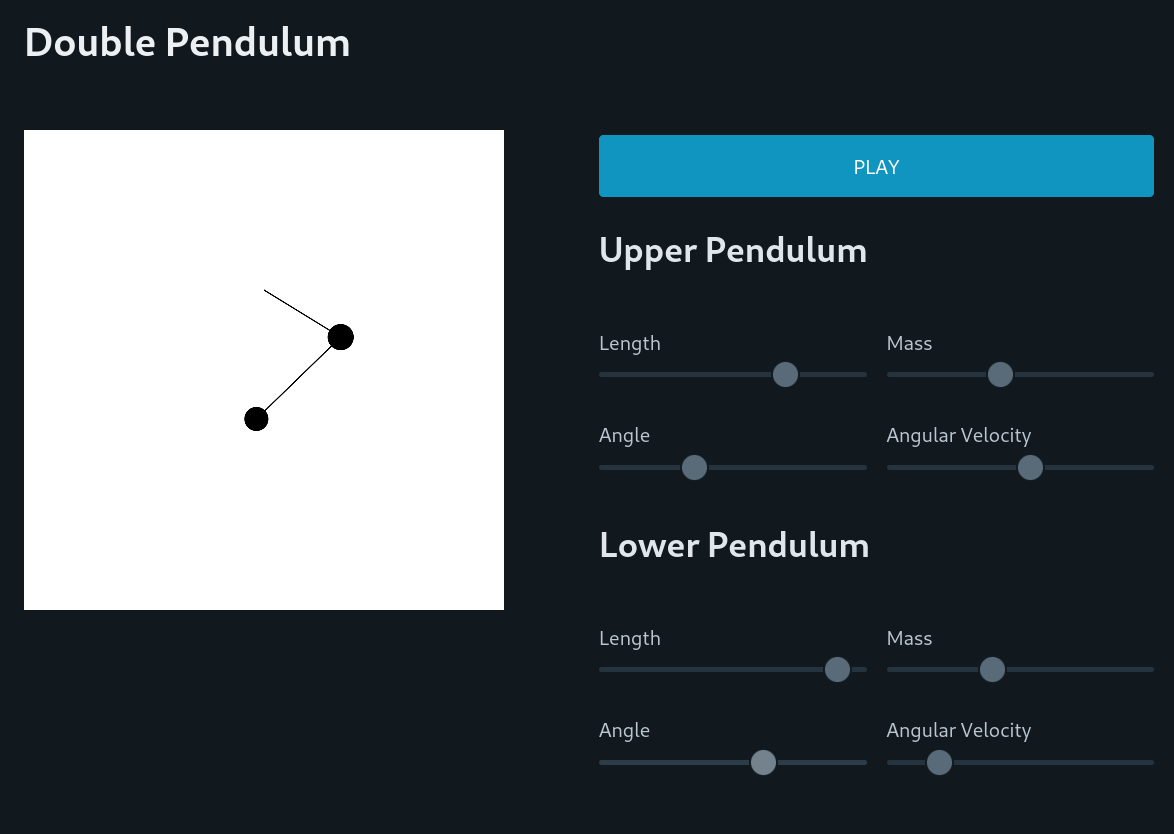 Double Pendulum
PLAY
Upper Pendulum
Length
Mass
Angle
Angular Velocity
Lower Pendulum
Length
Mass
Angle
Angular Velocity